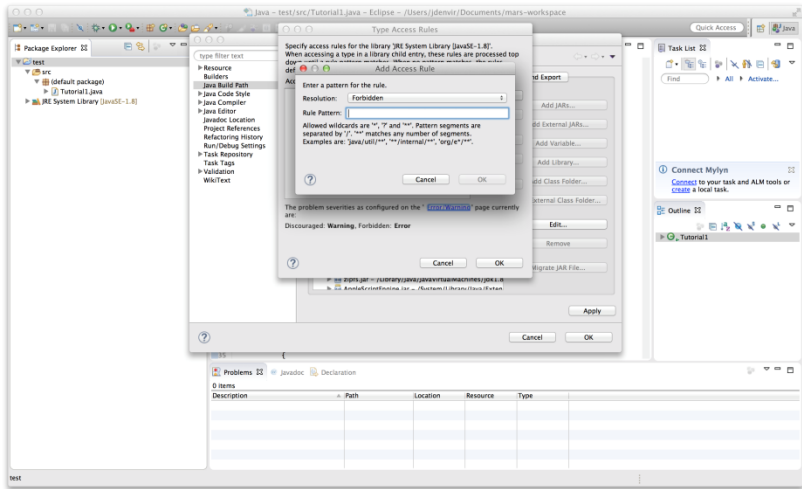 Java – test/src/Tutorial1.java – Eclipse – /Users/jdenvir/Documents/mars-workspace
Quick Access
Java
Package Explorer
test
src
(default package)
Tutorial1.java
JRE System Library [JavaSE-1.8]
type filter text
Resource
Builders
Java Build Path
Java Code Style
Java Compiler
Java Editor
Javadoc Location
Project References
Refactoring History
Run/Debug Settings
Task Repository
Task Tags
Validation
WikiText
Type Access Rules
Specify access rules for the library 'JRE System Library [JavaSE-1.8]'.
When accessing a type in a library child entry, these rules are processed top
Add Access Rule
Enter a pattern for the rule.
Resolution: Forbidden
Rule Pattern:
Allowed wildcards are '*', '?' and '**'. Pattern segments are
separated by '/'. '**' matches any number of segments.
Examples are: 'java/util/**', '**/internal/**', 'org/e*/**'.
Cancel OK
The problem severities as configured on the 'Error/Warning' page currently
are:
Discouraged: Warning, Forbidden: Error
Cancel OK
nd Export
Add JARs...
dd External JARs...
Add Variable...
Add Library...
dd Class Folder...
xternal Class Folder...
Edit...
Remove
Migrate JAR File...
Apply
Cancel OK
Task List
Find All Activate...
Connect Mylyn
Connect to your task and ALM tools or
create a local task.
Outline
Tutorial1
35 {
Problems Javadoc Declaration
0 items
Description Path Location Resource Type
test